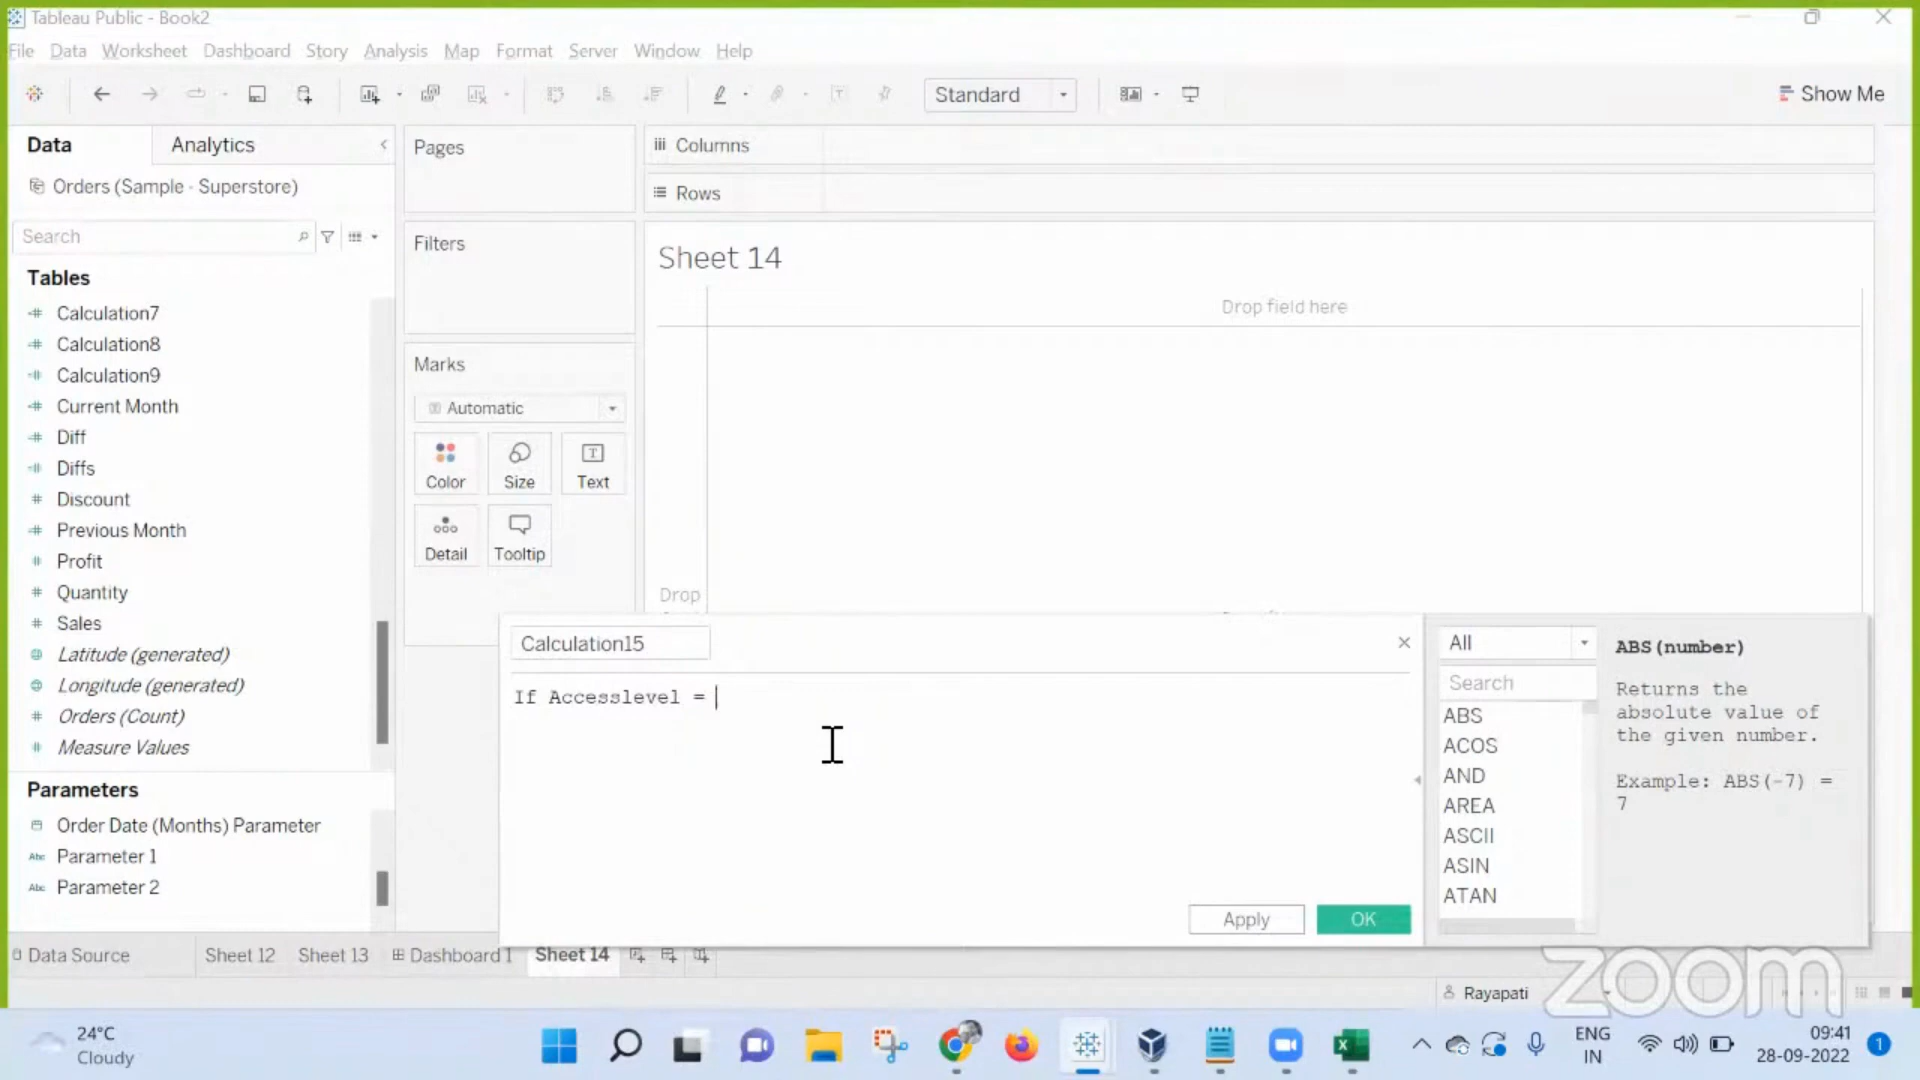 Tableau Public - Book2
File Data Worksheet Dashboard Story Analysis Map Format Server Window Help
Standard
Show Me
Data
Analytics
Pages
Columns
Orders (Sample - Superstore)
Rows
Search
Filters
Sheet 14
Tables
Drop field here
Calculation7
Calculation8
Calculation9
Current Month
Diff
Diffs
Discount
Previous Month
Profit
Quantity
Sales
Latitude (generated)
Longitude (generated)
Orders (Count)
Measure Values
Marks
Automatic
Color
Size
Text
Detail
Tooltip
Drop
Calculation15
If Accesslevel =
Apply
OK
All
Search
ABS
ACOS
AND
AREA
ASCII
ASIN
ATAN
ABS(number)
Returns the
absolute value of
the given number.
Example: ABS(-7) =
7
Parameters
Order Date (Months) Parameter
Abc Parameter 1
Abc Parameter 2
Data Source
Sheet 12
Sheet 13
Dashboard 1
Sheet 14
Rayapati
zoom
24°C
Cloudy
ENG
IN
09:41
28-09-2022
1